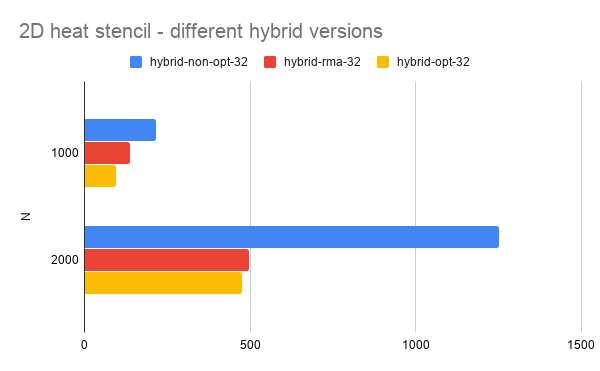 2D heat stencil - different hybrid versions
hybrid-non-opt-32 hybrid-rma-32 hybrid-opt-32
1000
N
2000
0 500 1000 1500